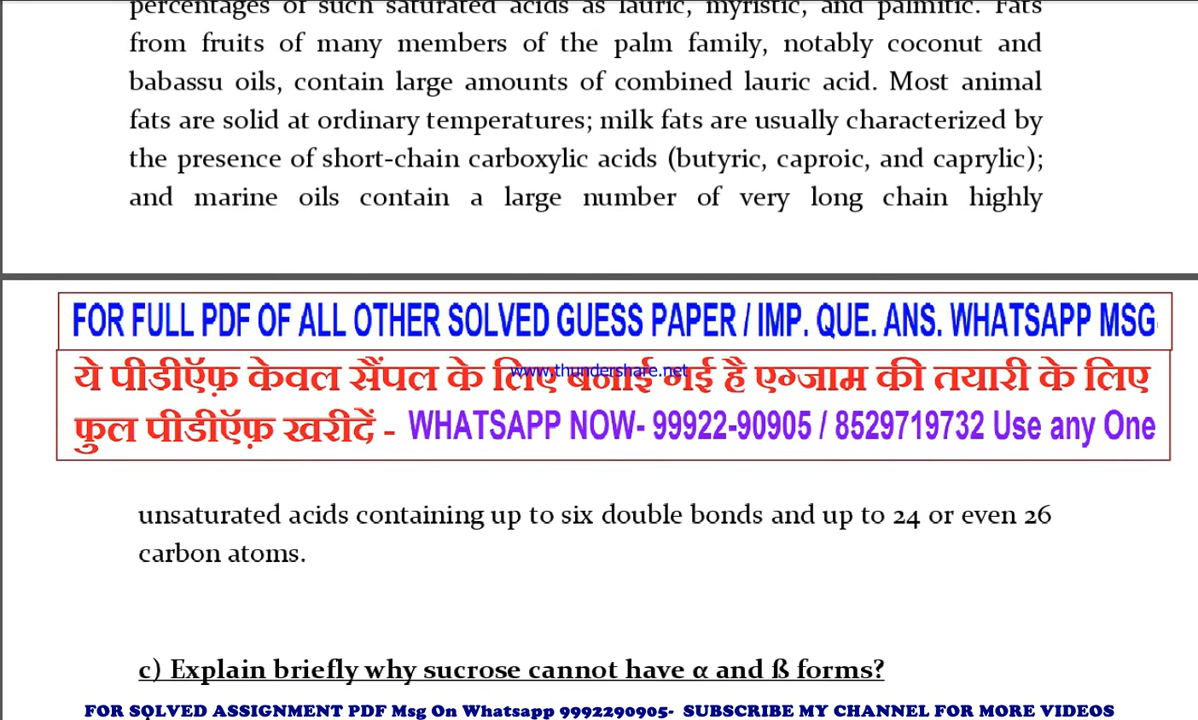 percentages of such saturated acids as lauric, myristic, and palmitic. Fats
from fruits of many members of the palm family, notably coconut and
babassu oils, contain large amounts of combined lauric acid. Most animal
fats are solid at ordinary temperatures; milk fats are usually characterized by
the presence of short-chain carboxylic acids (butyric, caproic, and caprylic);
and marine oils contain a large number of very long chain highly
FOR FULL PDF OF ALL OTHER SOLVED GUESS PAPER / IMP. QUE. ANS. WHATSAPP MSG
ये पीडीऍफ़ केवल सैंपल के लिए बनाई गई है एग्जाम की तयारी के लिए
www.thundershare.net
फुल पीडीऍफ़ खरीदें - WHATSAPP NOW- 99922-90905 / 8529719732 Use any One
unsaturated acids containing up to six double bonds and up to 24 or even 26
carbon atoms.
c) Explain briefly why sucrose cannot have α and ß forms?
FOR SOLVED ASSIGNMENT PDF Msg On Whatsapp 9992290905- SUBSCRIBE MY CHANNEL FOR MORE VIDEOS